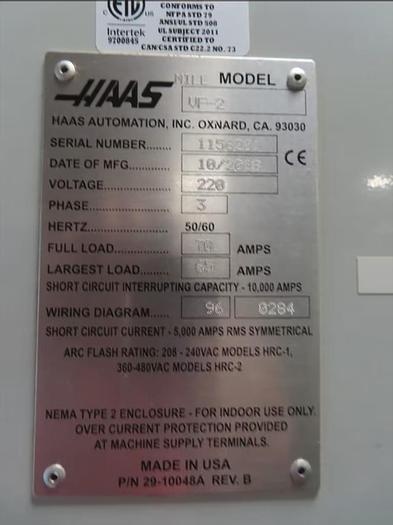 ETL
CONFORMS TO
NFPA STD 79
ANSI/UL STD 508
UL SUBJECT 2011
CERTIFIED TO
CAN/CSA STD C22.2 NO. 73
C US
Intertek
9700845
HAAS MILL MODEL
VF-2
HAAS AUTOMATION, INC. OXNARD, CA. 93030
SERIAL NUMBER.......
DATE OF MFG............
VOLTAGE................... 220
PHASE....................... 3
HERTZ........................ 50/60
FULL LOAD................ AMPS
LARGEST LOAD........ AMPS
SHORT CIRCUIT INTERRUPTING CAPACITY - 10,000 AMPS
WIRING DIAGRAM...... 96 0284
SHORT CIRCUIT CURRENT - 5,000 AMPS RMS SYMMETRICAL
ARC FLASH RATING: 208 - 240VAC MODELS HRC-1,
360-480VAC MODELS HRC-2
NEMA TYPE 2 ENCLOSURE - FOR INDOOR USE ONLY.
OVER CURRENT PROTECTION PROVIDED
AT MACHINE SUPPLY TERMINALS.
MADE IN USA
P/N 29-10048A REV. B
CE